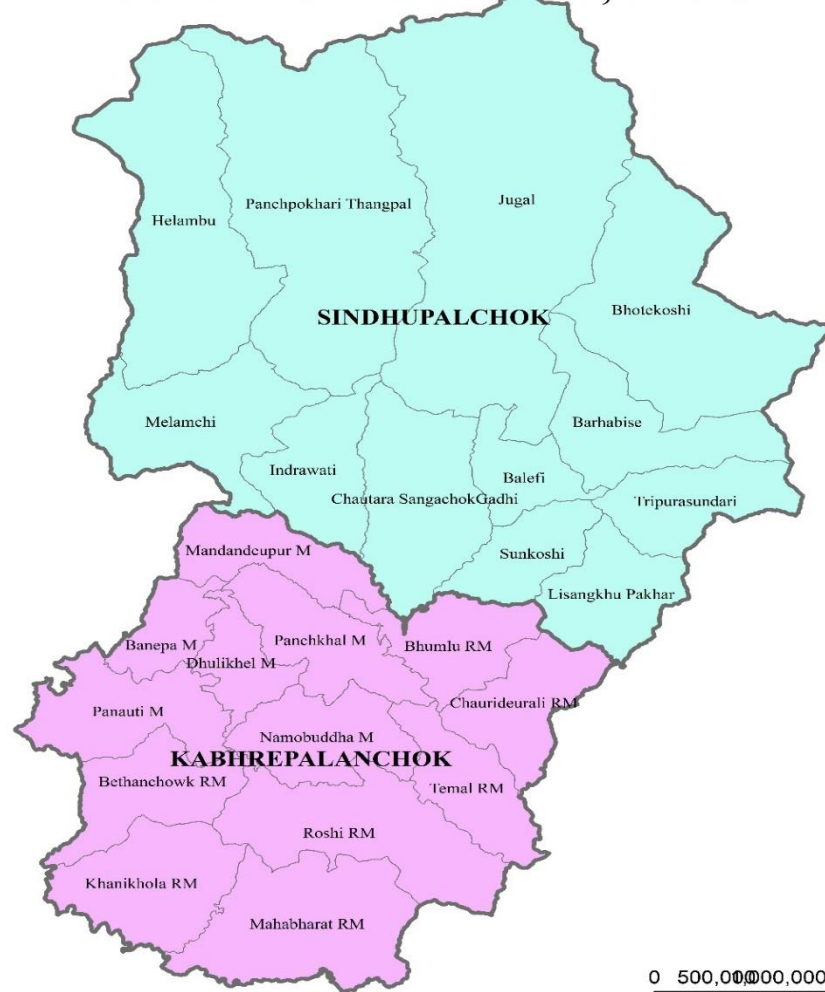 Helambu
Panchpokhari Thangpal
Jugal
Bhotekoshi
SINDHUPALCHOK
Melamchi
Barhabise
Indrawati
Balefi
Chautara SangachokGadhi
Tripurasundari
Sunkoshi
Lisangkhu Pakhar
Mandandeupur M
Banepa M
Panchkhal M
Bhumlu RM
Dhulikhel M
Chaurideurali RM
Panauti M
Namobuddha M
KABHREPALANCHOK
Bethanchowk RM
Temal RM
Roshi RM
Khanikhola RM
Mahabharat RM
0